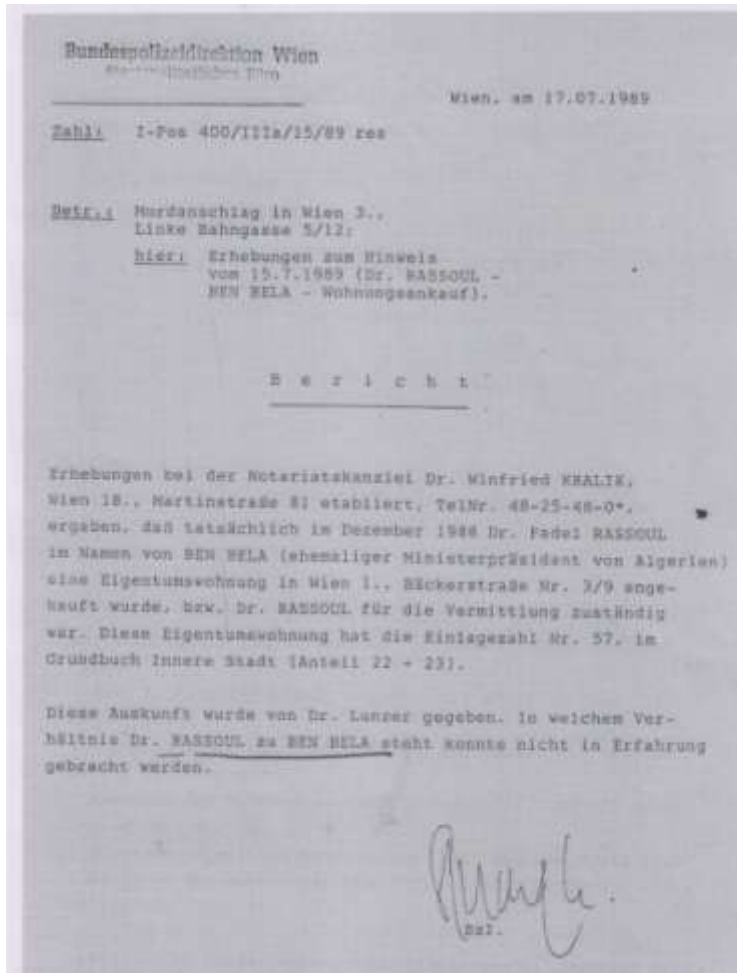 Bundespolizeidirektion Wien
Wien, am 17.07.1989
Zahl: I-Pos 400/IIIa/15/89 res
Betr.: Mordanschlag in Wien 3.,
Linke Bahngasse 5/12;
hier: Erhebungen zum Hinweis
vom 15.7.1989 (Dr. RASSOUL -
BEN BELA - Wohnungsankauf).
B e r i c h t
Erhebungen bei der Notariatskanzlei Dr. Winfried KRALIK,
Wien 18., Martinstraße 81 etabliert, TelNr. 48-25-48-0*,
ergaben, daß tatsächlich im Dezember 1988 Dr. Fadel RASSOUL
im Namen von BEN BELA (ehemaliger Ministerpräsident von Algerien)
eine Eigentumswohnung in Wien 1., Bäckerstraße Nr. 3/9 ange-
kauft wurde, bzw. Dr. RASSOUL für die Vermittlung zuständig
war. Diese Eigentumswohnung hat die Einlagezahl Nr. 57, im
Grundbuch Innere Stadt (Anteil 22 + 23).
Diese Auskunft wurde von Dr. Lunzer gegeben. In welchem Ver-
hältnis Dr. RASSOUL zu BEN BELA steht konnte nicht in Erfahrung
gebracht werden.